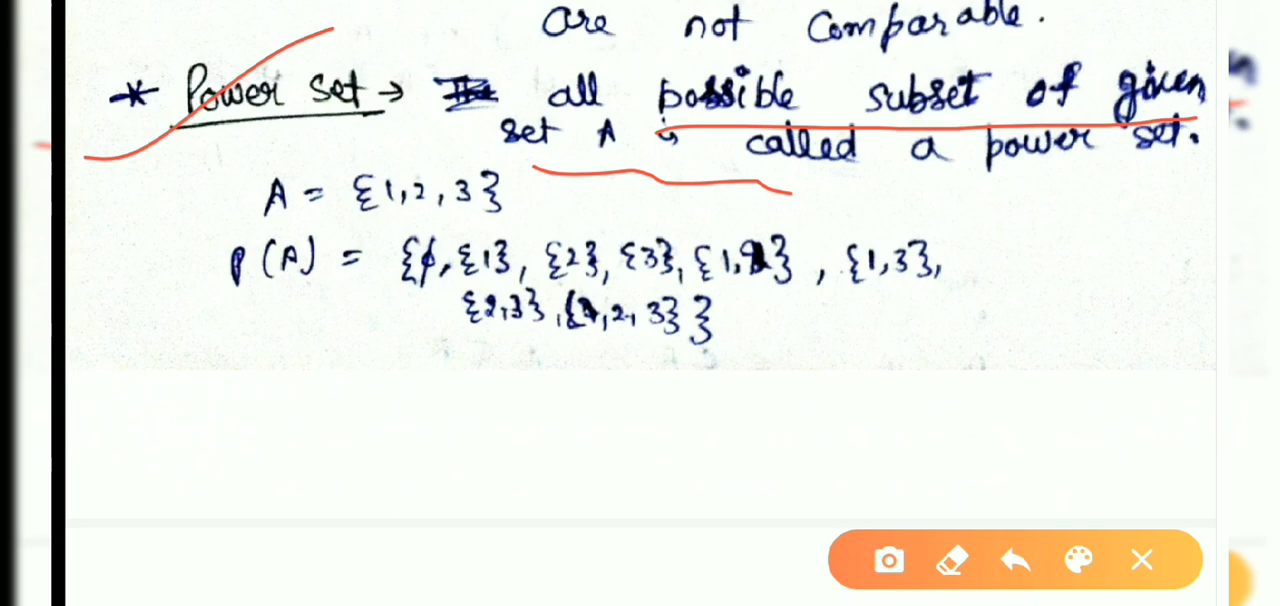 are not comparable.
* Power set → all possible subset of given
set A is called a power set.
A = {1,2,3}
P(A) = {ϕ, {1}, {2}, {3}, {1,2}, {1,3},
{2,3}, {1,2,3}}